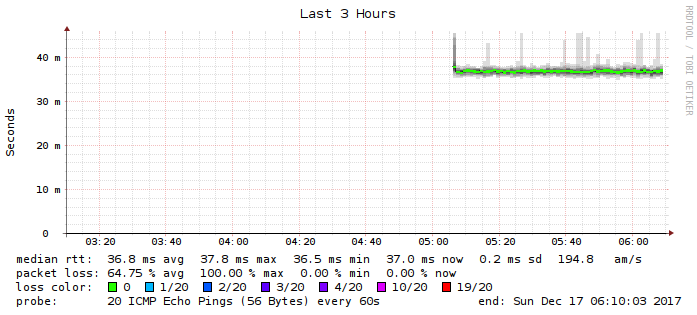 Last 3 Hours
RRDTOOL / TOBI OETIKER
Seconds
40 m
30 m
20 m
10 m
0
03:20 03:40 04:00 04:20 04:40 05:00 05:20 05:40 06:00
median rtt: 36.8 ms avg 37.8 ms max 36.5 ms min 37.0 ms now 0.2 ms sd 194.8 am/s
packet loss: 64.75 % avg 100.00 % max 0.00 % min 0.00 % now
loss color: 0 1/20 2/20 3/20 4/20 10/20 19/20
probe: 20 ICMP Echo Pings (56 Bytes) every 60s end: Sun Dec 17 06:10:03 2017